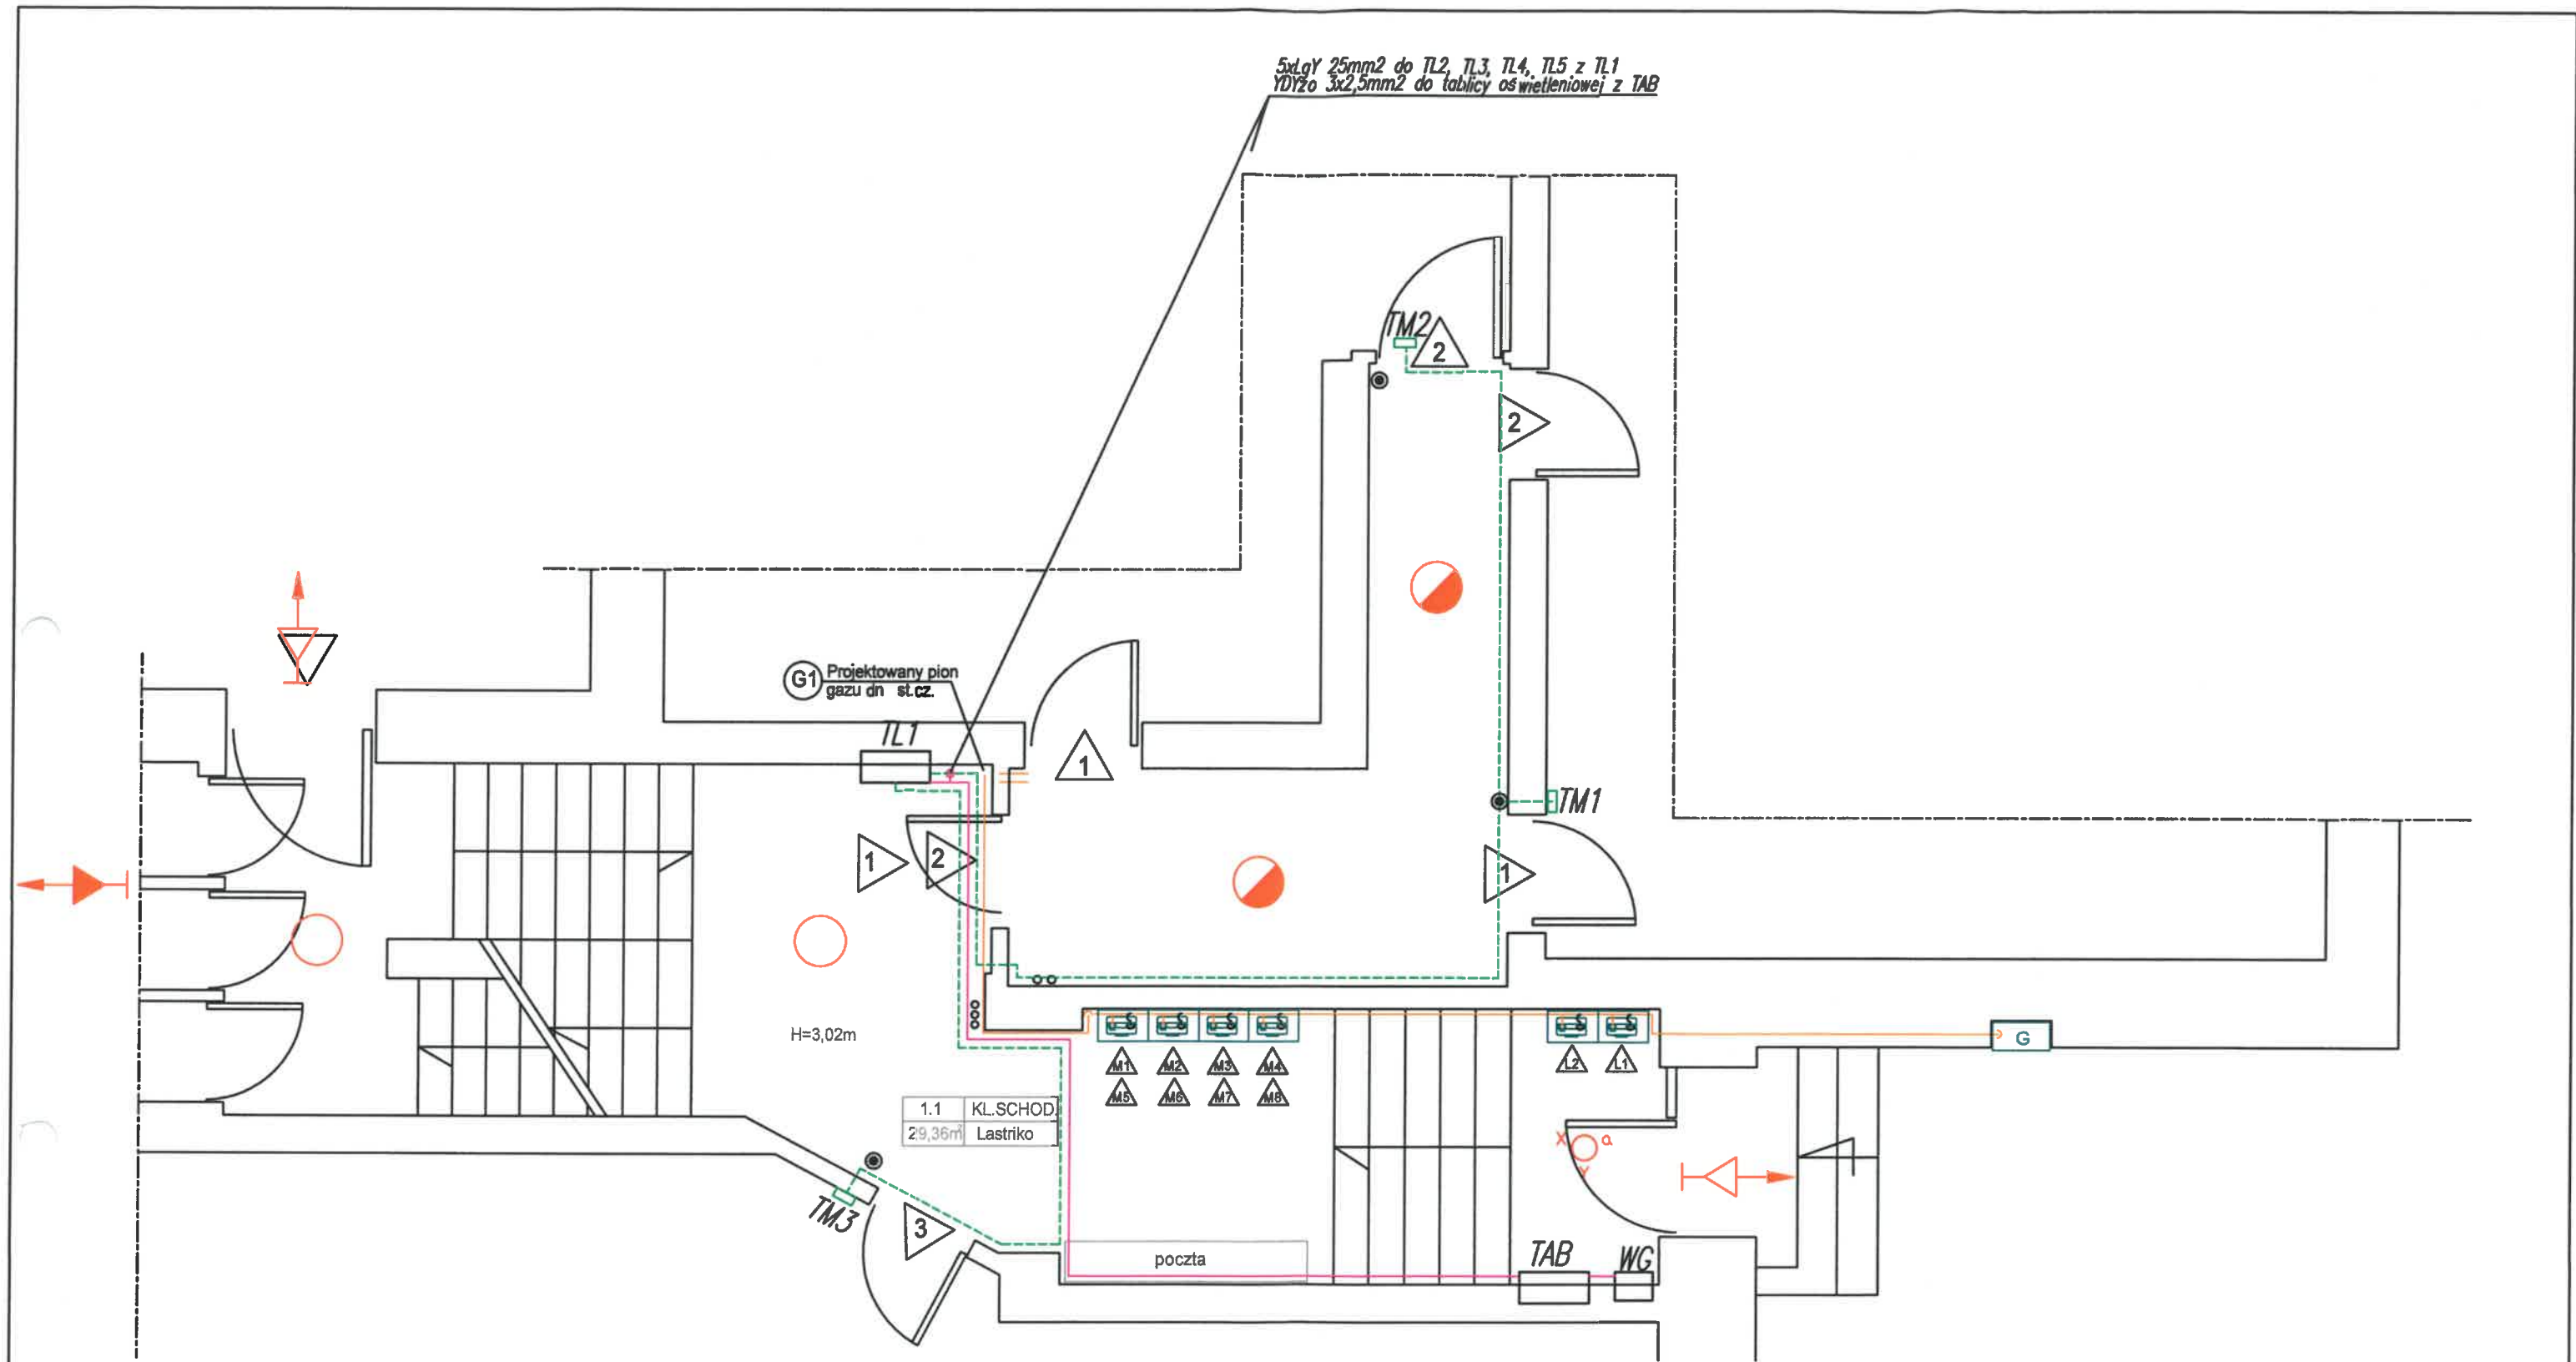 5xLgY 25mm2 do TL2, TL3, TL4, TL5 z TL1
YDYżo 3x2,5mm2 do tablicy oświetleniowej z TAB
TM2
2
2
G1 Projektowany pion
gazu dn st.cz.
TL1
1
TM1
1
2
1
H=3,02m
G
M1 M2 M3 M4
L2 L1
M5 M6 M7 M8
1.1 KL.SCHOD.
29,36m² Lastriko
X a
Y
TM3
3
poczta
TAB
WG